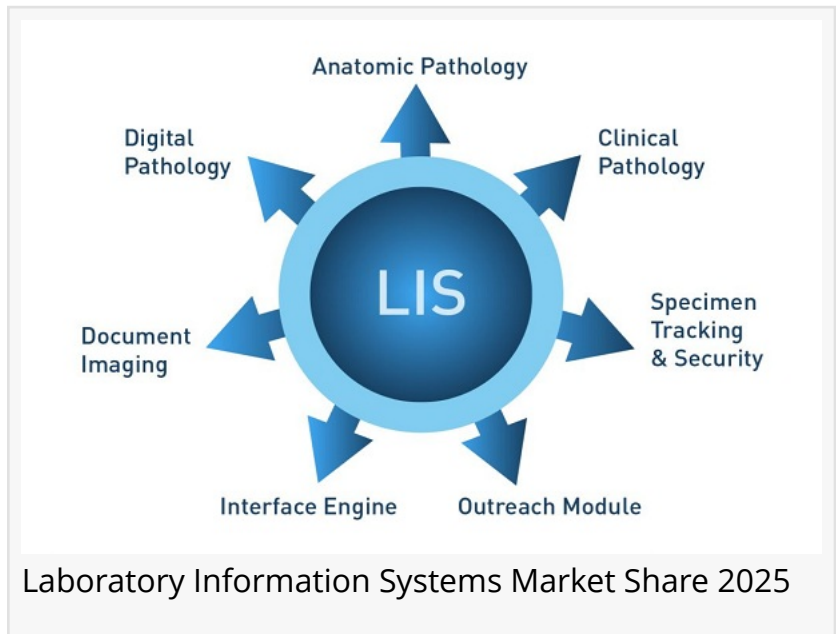 Anatomic Pathology
Digital
Pathology
Clinical
Pathology
LIS
Specimen
Tracking
& Security
Document
Imaging
Interface Engine
Outreach Module
Laboratory Information Systems Market Share 2025